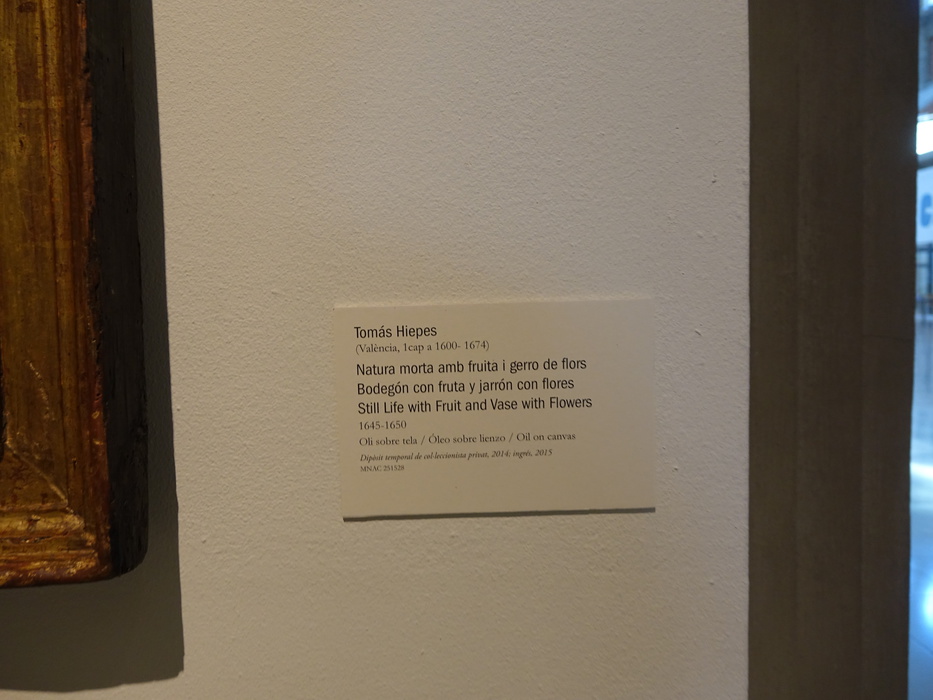 Tomás Hiepes
(València, 1cap a 1600- 1674)
Natura morta amb fruita i gerro de flors
Bodegón con fruta y jarrón con flores
Still Life with Fruit and Vase with Flowers
1645-1650
Oli sobre tela / Óleo sobre lienzo / Oil on canvas
Dipòsit temporal de col·leccionista privat, 2014; ingrés, 2015
MNAC 251528